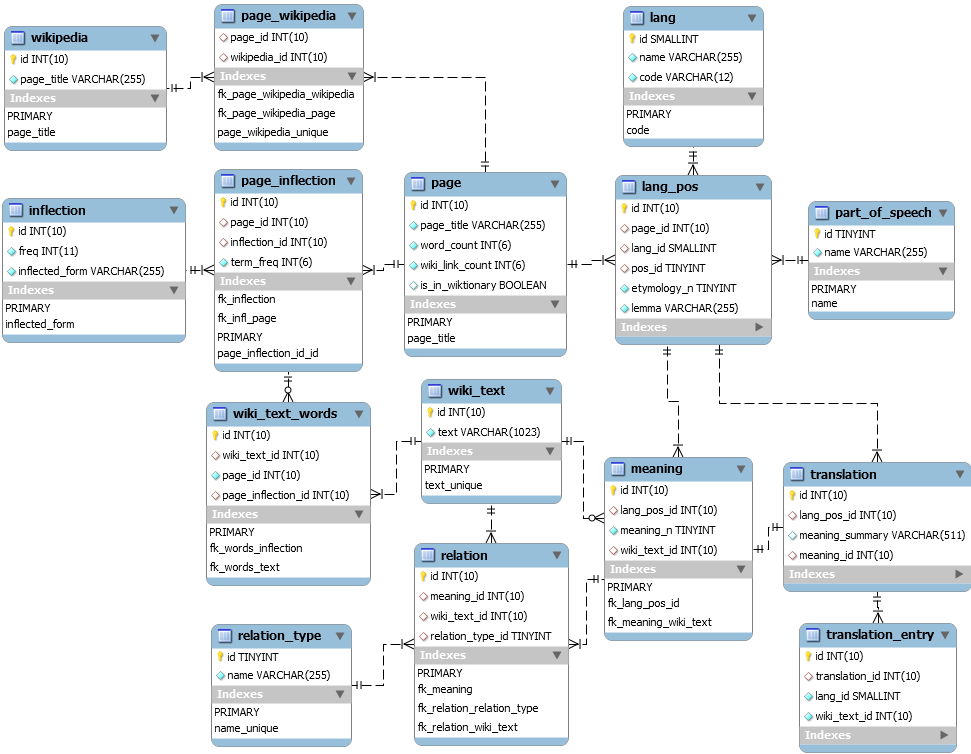 wikipedia
id INT(10)
page_title VARCHAR(255)
Indexes
PRIMARY
page_title
page_wikipedia
page_id INT(10)
wikipedia_id INT(10)
Indexes
fk_page_wikipedia_wikipedia
fk_page_wikipedia_page
page_wikipedia_unique
lang
id SMALLINT
name VARCHAR(255)
code VARCHAR(12)
Indexes
PRIMARY
code
inflection
id INT(10)
freq INT(11)
inflected_form VARCHAR(255)
Indexes
PRIMARY
inflected_form
page_inflection
id INT(10)
page_id INT(10)
inflection_id INT(10)
term_freq INT(6)
Indexes
fk_inflection
fk_infl_page
PRIMARY
page_inflection_id_id
page
id INT(10)
page_title VARCHAR(255)
word_count INT(6)
wiki_link_count INT(6)
is_in_wiktionary BOOLEAN
Indexes
PRIMARY
page_title
lang_pos
id INT(10)
page_id INT(10)
lang_id SMALLINT
pos_id TINYINT
etymology_n TINYINT
lemma VARCHAR(255)
Indexes
part_of_speech
id TINYINT
name VARCHAR(255)
Indexes
PRIMARY
name
wiki_text_words
id INT(10)
wiki_text_id INT(10)
page_id INT(10)
page_inflection_id INT(10)
Indexes
PRIMARY
fk_words_inflection
fk_words_text
wiki_text
id INT(10)
text VARCHAR(1023)
Indexes
PRIMARY
text_unique
meaning
id INT(10)
lang_pos_id INT(10)
meaning_n TINYINT
wiki_text_id INT(10)
Indexes
PRIMARY
fk_lang_pos_id
fk_meaning_wiki_text
translation
id INT(10)
lang_pos_id INT(10)
meaning_summary VARCHAR(511)
meaning_id INT(10)
Indexes
relation_type
id TINYINT
name VARCHAR(255)
Indexes
PRIMARY
name_unique
relation
id INT(10)
meaning_id INT(10)
wiki_text_id INT(10)
relation_type_id TINYINT
Indexes
PRIMARY
fk_meaning
fk_relation_relation_type
fk_relation_wiki_text
translation_entry
id INT(10)
translation_id INT(10)
lang_id SMALLINT
wiki_text_id INT(10)
Indexes